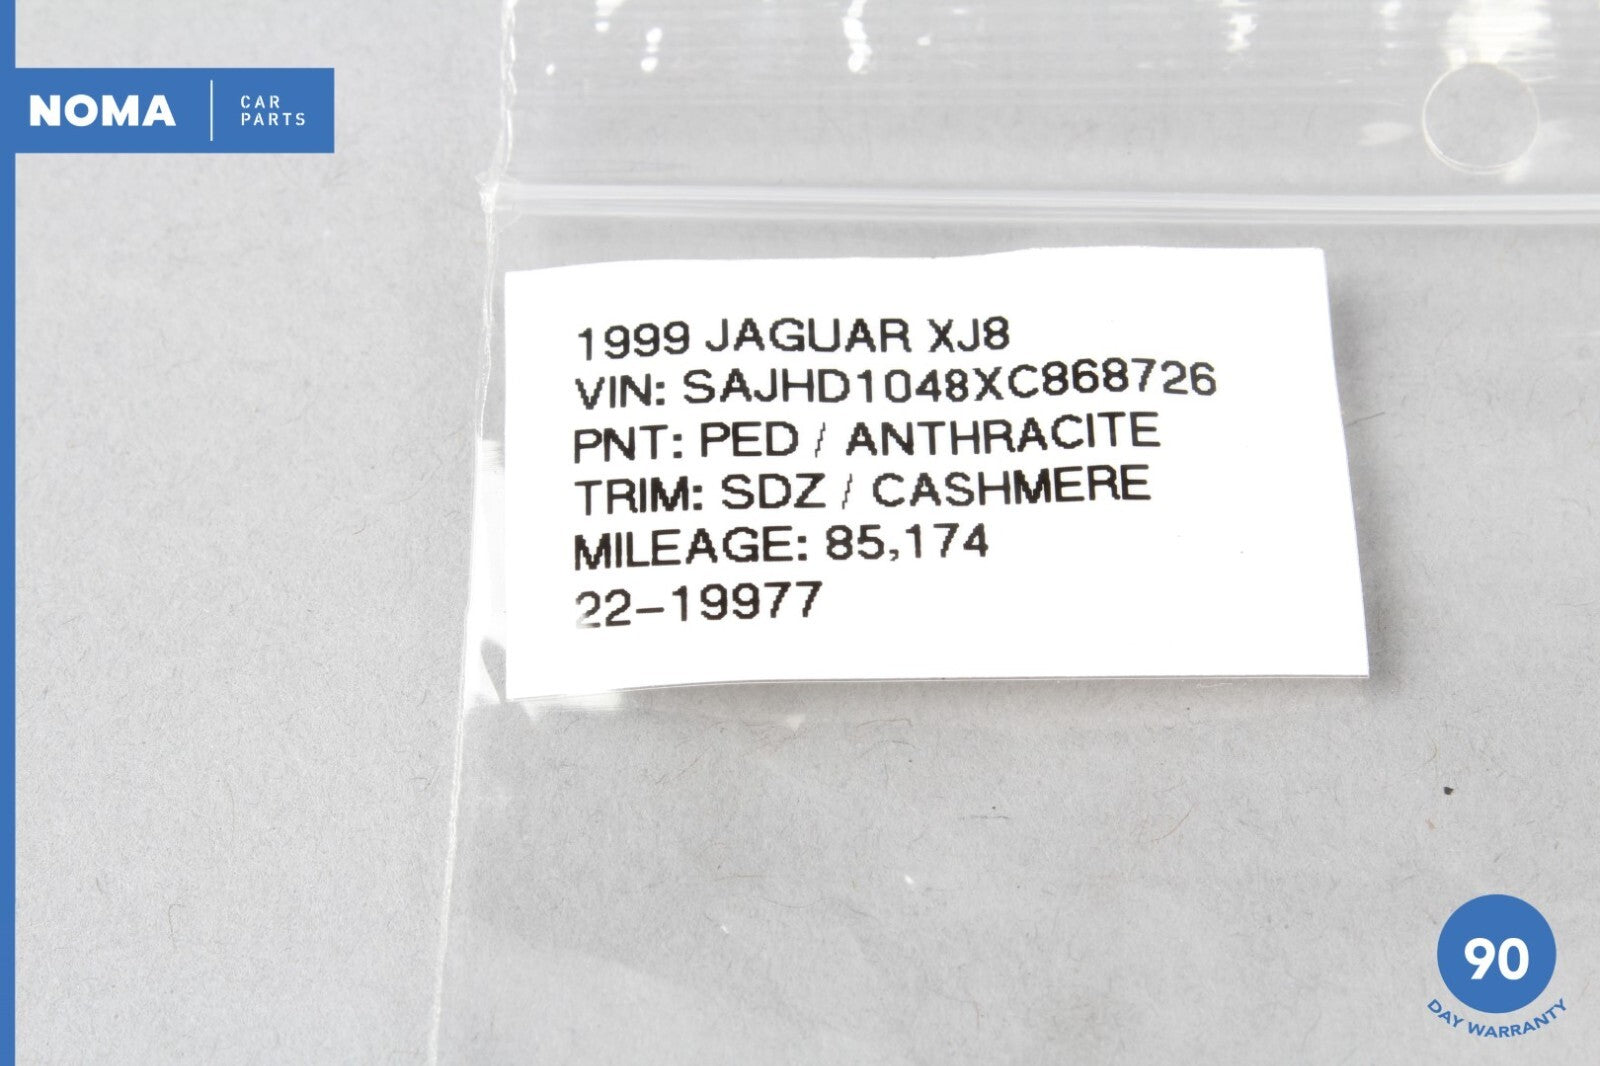 NOMA
CAR
PARTS
1999 JAGUAR XJ8
VIN: SAJHD1048XC868726
PNT: PED / ANTHRACITE
TRIM: SDZ / CASHMERE
MILEAGE: 85,174
22-19977
90
DAY WARRANTY